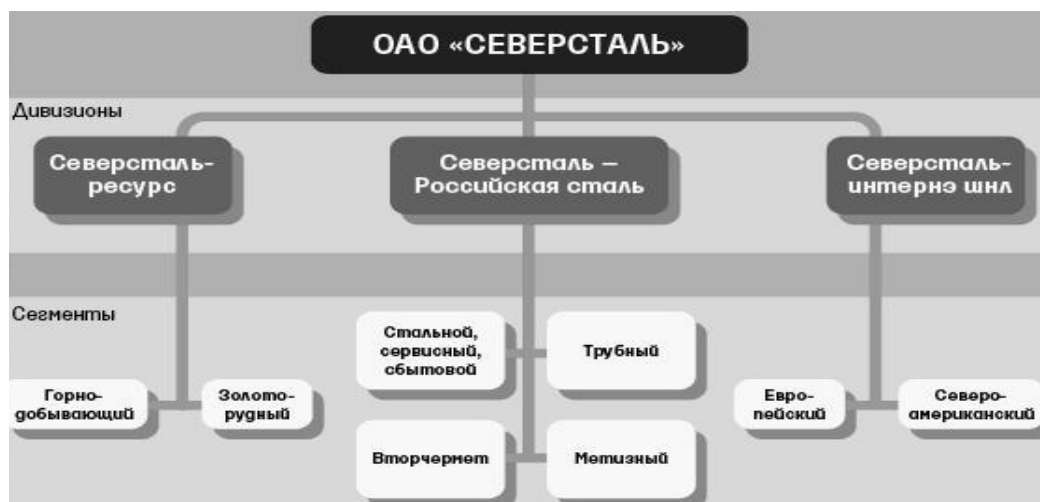 ОАО «СЕВЕРСТАЛЬ»
Дивизионы
Северсталь-
ресурс
Северсталь –
Российская сталь
Северсталь-
интернэ шнл
Сегменты
Горно-
добывающий
Золото-
рудный
Стальной,
сервисный,
сбытовой
Трубный
Вторчермет
Метизный
Евро-
пейский
Северо-
американский